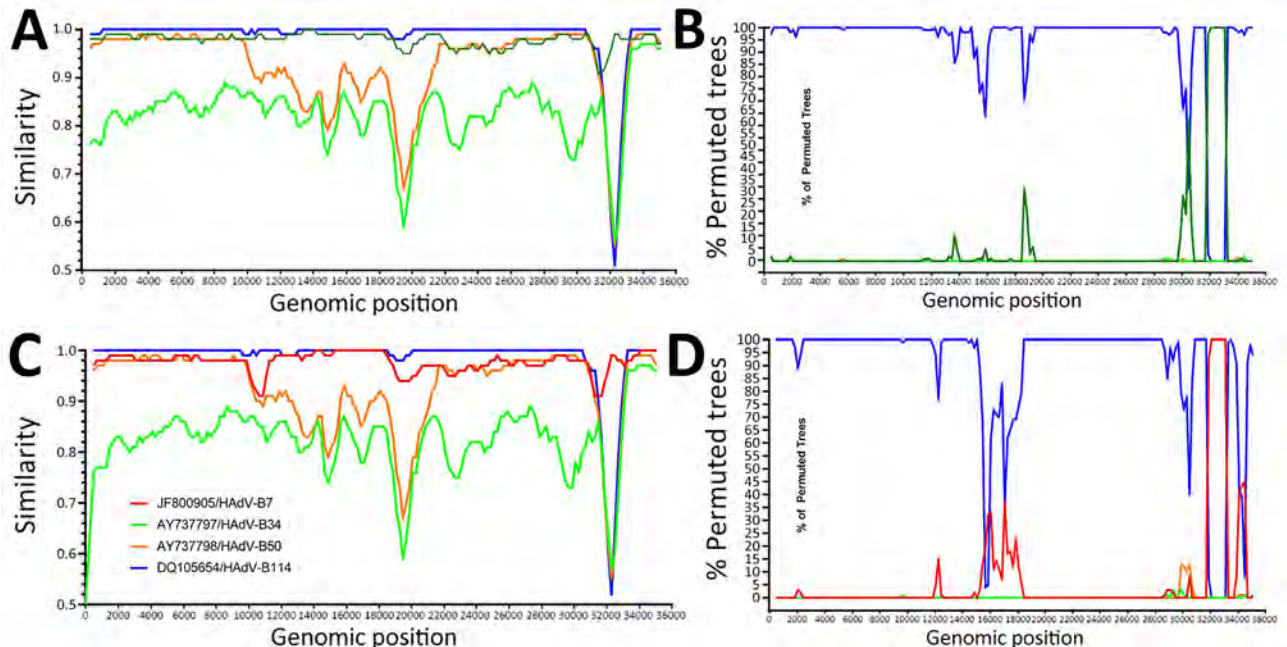 A
1.0
0.9
0.8
0.7
0.6
0.5
Similarity
0 2000 4000 6000 8000 10000 12000 14000 16000 18000 20000 22000 24000 26000 28000 30000 32000 34000 36000
Genomic position
B
100
95
90
85
80
75
70
65
60
55
50
45
40
35
30
25
20
15
10
5
0
% Permuted trees
% of Permuted Trees
0 2000 4000 6000 8000 10000 12000 14000 16000 18000 20000 22000 24000 26000 28000 30000 32000 34000 36000
Genomic position
C
1.0
0.9
0.8
0.7
0.6
0.5
Similarity
JF800905/HAdV-B7
AY737797/HAdV-B34
AY737798/HAdV-B50
DQ105654/HAdV-B114
0 2000 4000 6000 8000 10000 12000 14000 16000 18000 20000 22000 24000 26000 28000 30000 32000 34000 36000
Genomic position
D
100
95
90
85
80
75
70
65
60
55
50
45
40
35
30
25
20
15
10
5
0
% Permuted trees
% of Permuted Trees
0 2000 4000 6000 8000 10000 12000 14000 16000 18000 20000 22000 24000 26000 28000 30000 32000 34000 36000
Genomic position